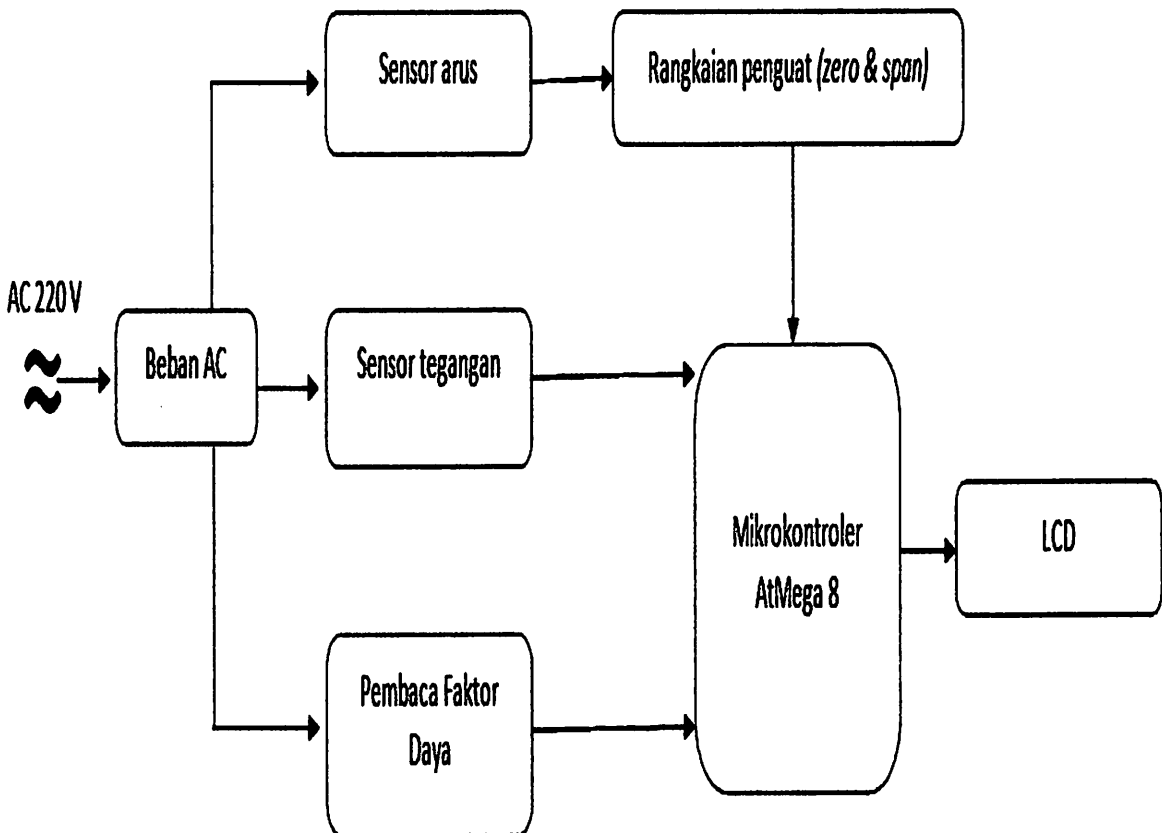 Sensor arus
Rangkaian penguat (zero & span)
AC 220 V
Beban AC
Sensor tegangan
Mikrokontroler
AtMega 8
LCD
Pembaca Faktor
Daya